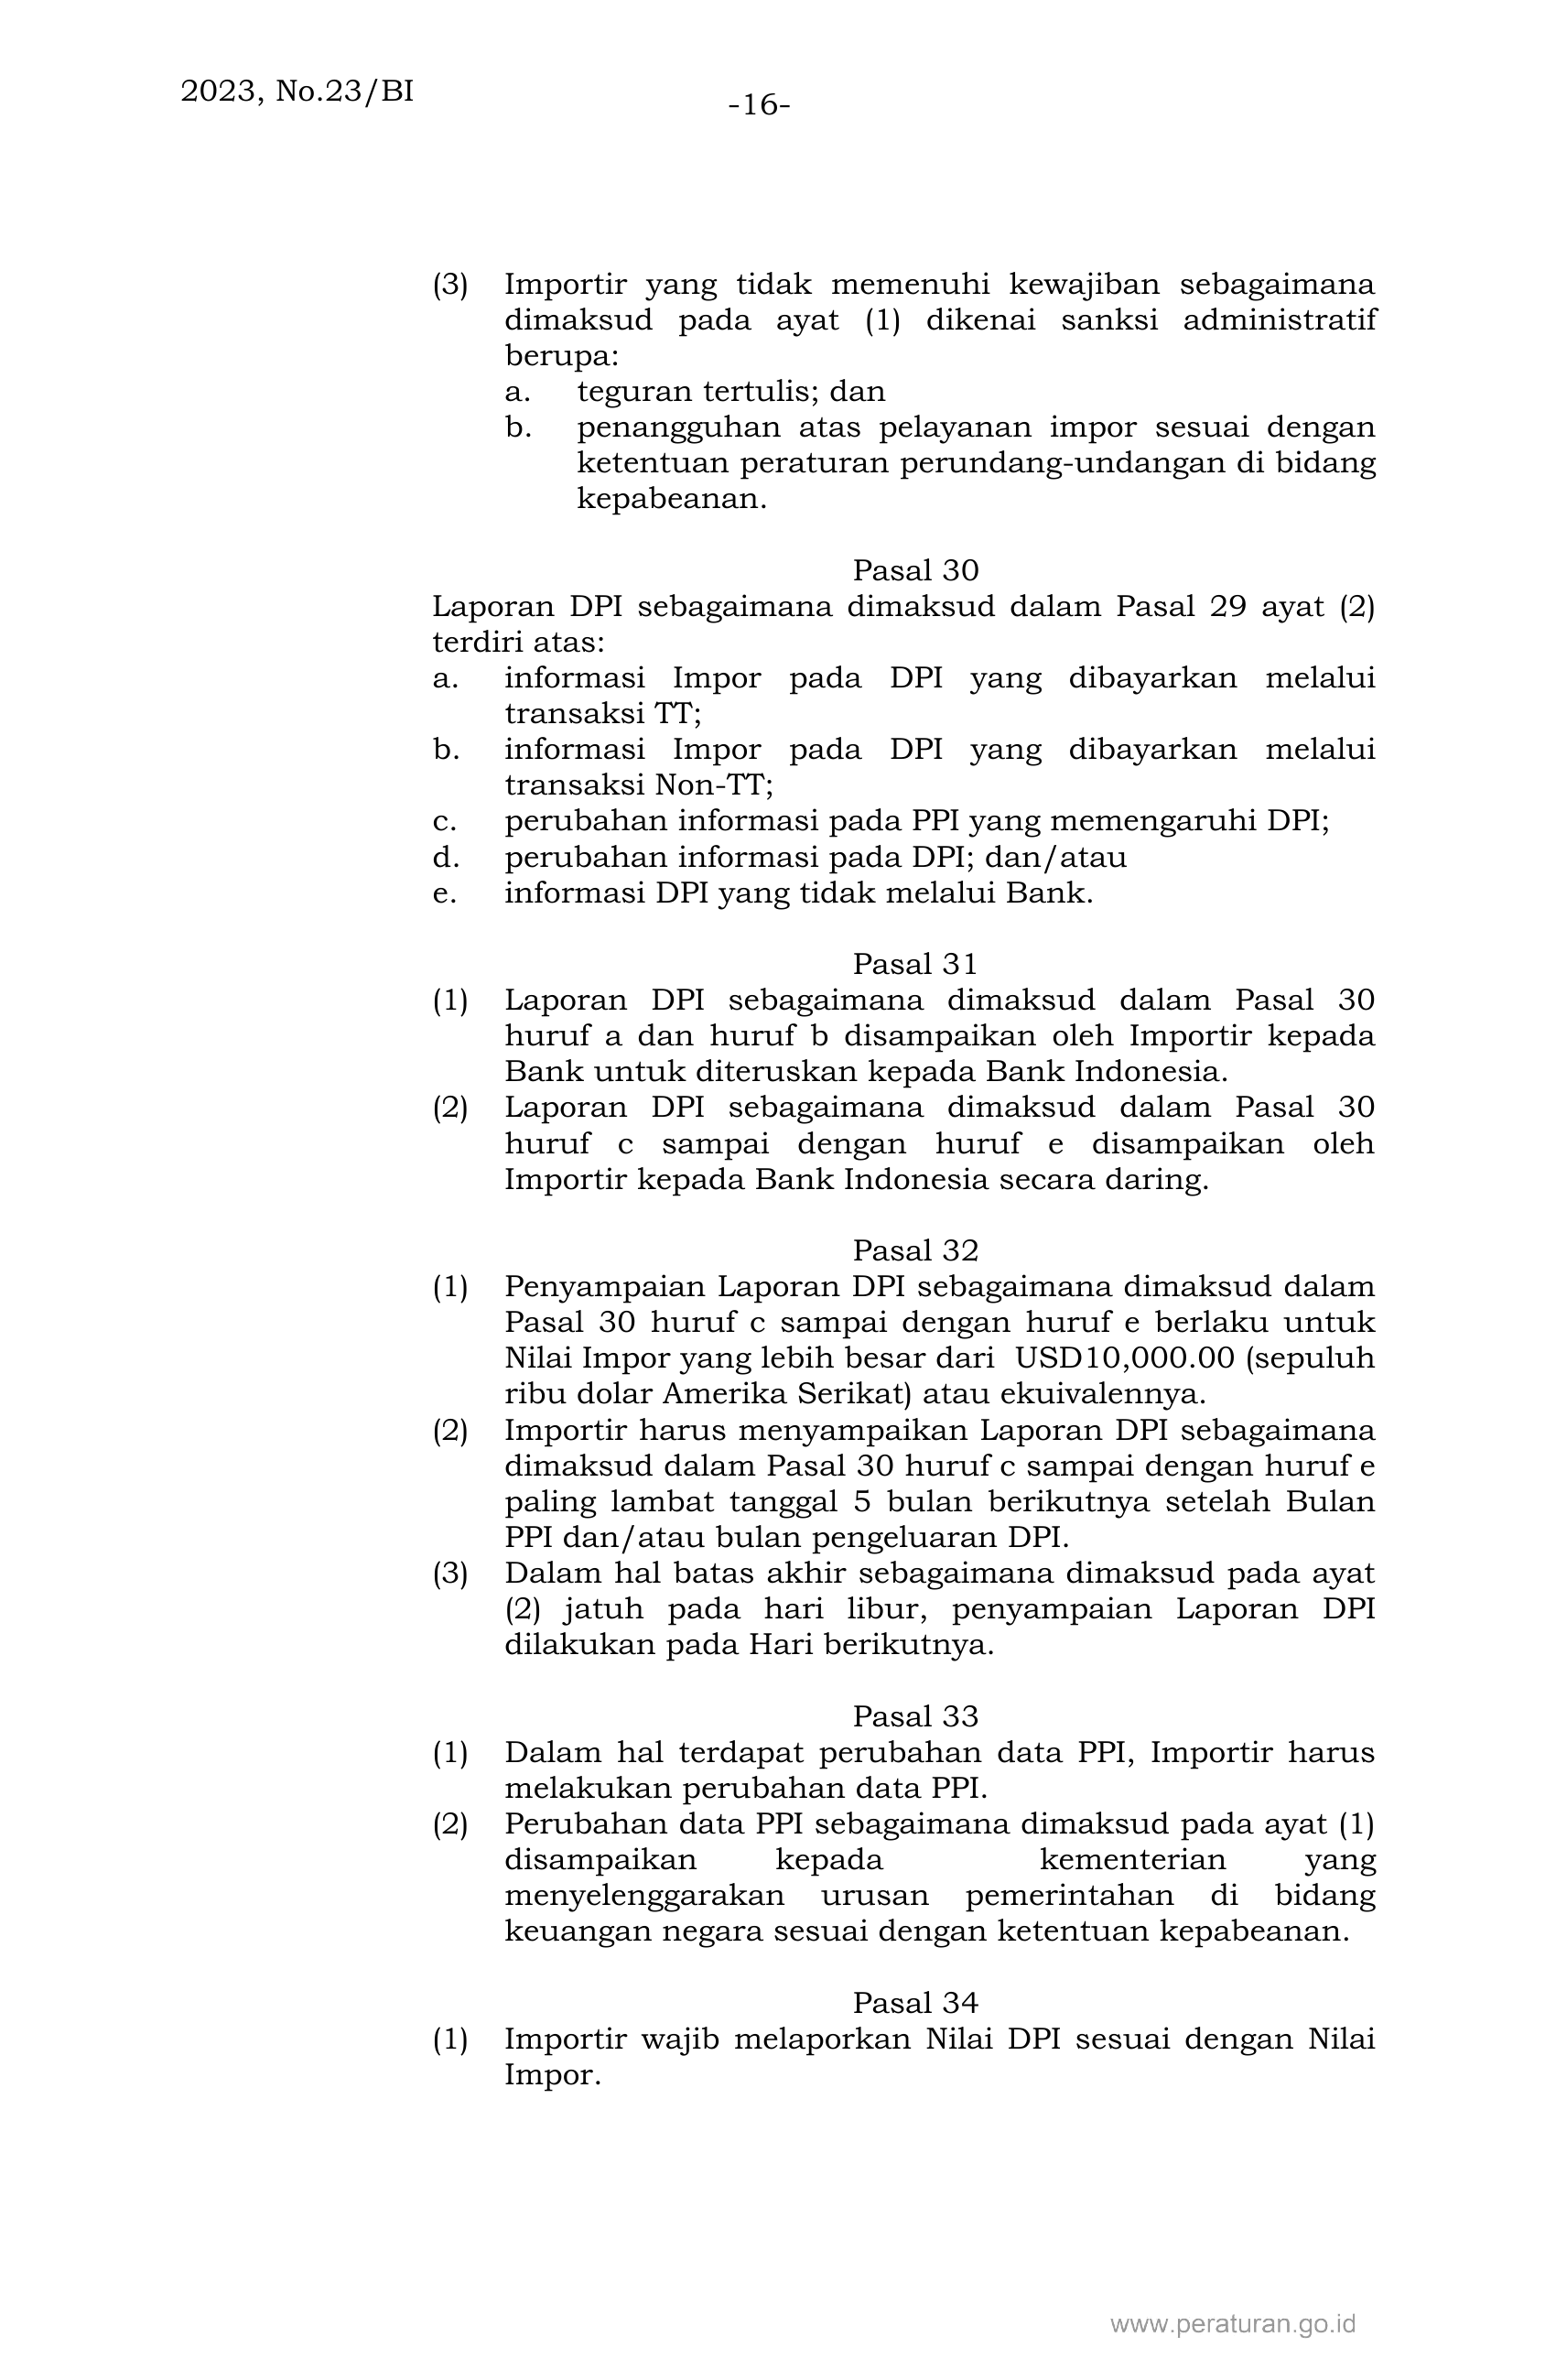 2023, No.23/BI
-16-
(3) Importir yang tidak memenuhi kewajiban sebagaimana
dimaksud pada ayat (1) dikenai sanksi administratif
berupa:
a. teguran tertulis; dan
b. penangguhan atas pelayanan impor sesuai dengan
ketentuan peraturan perundang-undangan di bidang
kepabeanan.
Pasal 30
Laporan DPI sebagaimana dimaksud dalam Pasal 29 ayat (2)
terdiri atas:
a. informasi Impor pada DPI yang dibayarkan melalui
transaksi TT;
b. informasi Impor pada DPI yang dibayarkan melalui
transaksi Non-TT;
c. perubahan informasi pada PPI yang memengaruhi DPI;
d. perubahan informasi pada DPI; dan/atau
e. informasi DPI yang tidak melalui Bank.
Pasal 31
(1) Laporan DPI sebagaimana dimaksud dalam Pasal 30
huruf a dan huruf b disampaikan oleh Importir kepada
Bank untuk diteruskan kepada Bank Indonesia.
(2) Laporan DPI sebagaimana dimaksud dalam Pasal 30
huruf c sampai dengan huruf e disampaikan oleh
Importir kepada Bank Indonesia secara daring.
Pasal 32
(1) Penyampaian Laporan DPI sebagaimana dimaksud dalam
Pasal 30 huruf c sampai dengan huruf e berlaku untuk
Nilai Impor yang lebih besar dari USD10,000.00 (sepuluh
ribu dolar Amerika Serikat) atau ekuivalennya.
(2) Importir harus menyampaikan Laporan DPI sebagaimana
dimaksud dalam Pasal 30 huruf c sampai dengan huruf e
paling lambat tanggal 5 bulan berikutnya setelah Bulan
PPI dan/atau bulan pengeluaran DPI.
(3) Dalam hal batas akhir sebagaimana dimaksud pada ayat
(2) jatuh pada hari libur, penyampaian Laporan DPI
dilakukan pada Hari berikutnya.
Pasal 33
(1) Dalam hal terdapat perubahan data PPI, Importir harus
melakukan perubahan data PPI.
(2) Perubahan data PPI sebagaimana dimaksud pada ayat (1)
disampaikan kepada kementerian yang
menyelenggarakan urusan pemerintahan di bidang
keuangan negara sesuai dengan ketentuan kepabeanan.
Pasal 34
(1) Importir wajib melaporkan Nilai DPI sesuai dengan Nilai
Impor.
www.peraturan.go.id